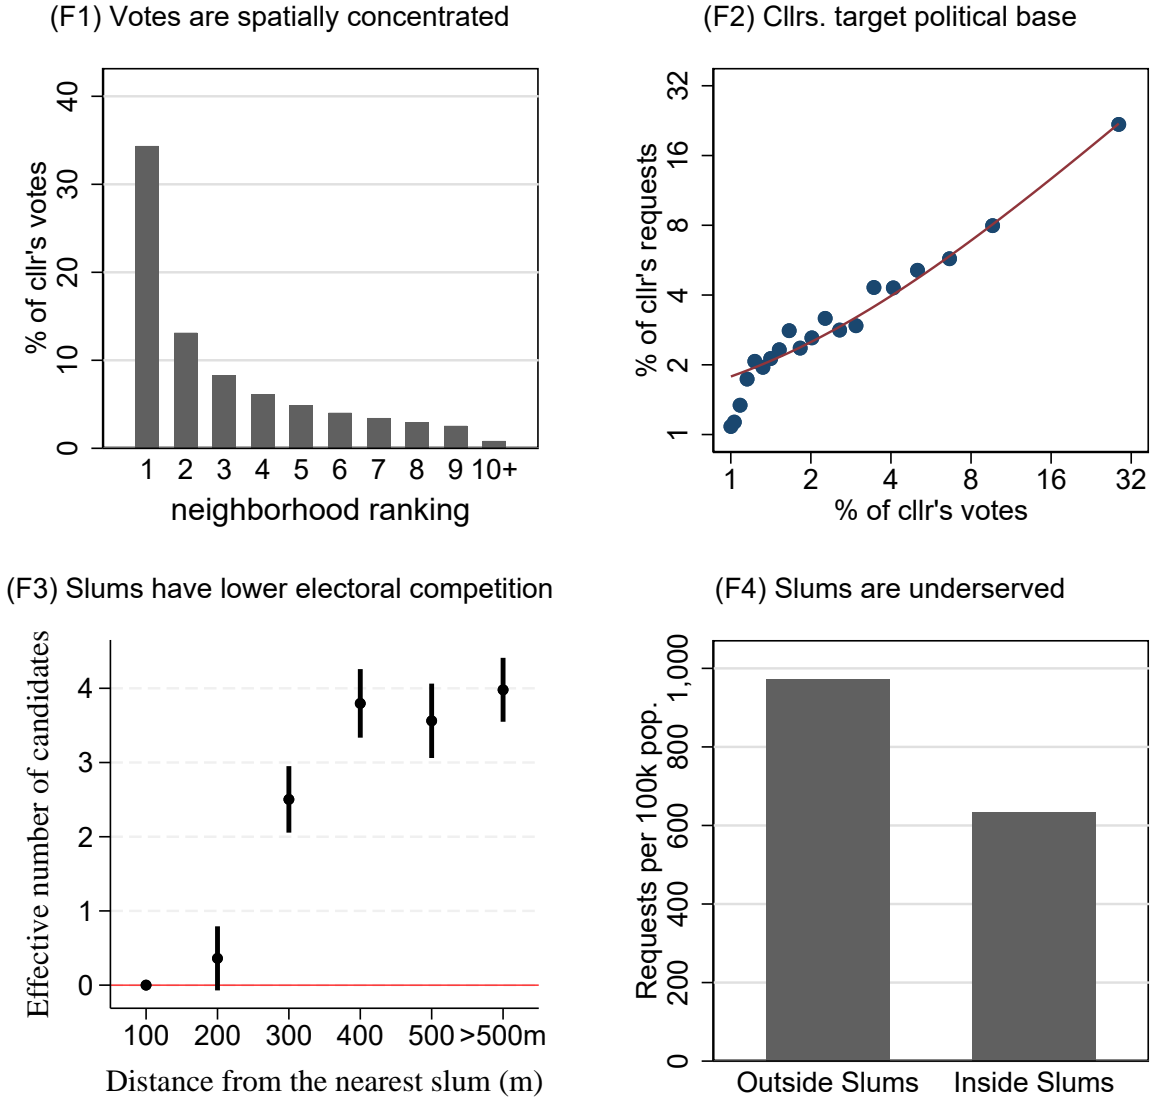 (F1) Votes are spatially concentrated
% of cllr's votes
40
30
20
10
0
1 2 3 4 5 6 7 8 9 10+
neighborhood ranking
(F2) Cllrs. target political base
% of cllr's requests
32
16
8
4
2
1
1 2 4 8 16 32
% of cllr's votes
(F3) Slums have lower electoral competition
Effective number of candidates
4
3
2
1
0
100 200 300 400 500 >500m
Distance from the nearest slum (m)
(F4) Slums are underserved
Requests per 100k pop.
1,000
800
600
400
200
0
Outside Slums Inside Slums